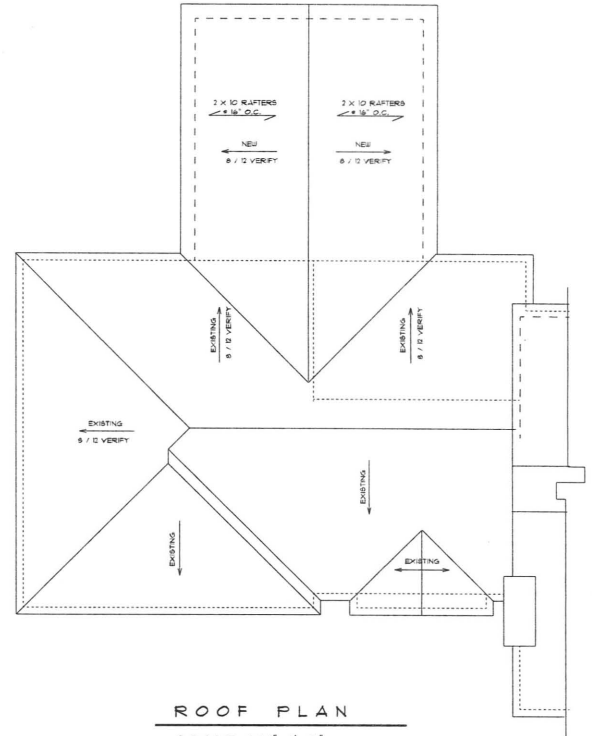 2 X 10 RAFTERS
@ 16" O.C.
NEW
8 / 12 VERIFY
2 X 10 RAFTERS
@ 16" O.C.
NEW
8 / 12 VERIFY
EXISTING
8 / 12 VERIFY
EXISTING
8 / 12 VERIFY
EXISTING
8 / 12 VERIFY
EXISTING
EXISTING
EXISTING
ROOF PLAN